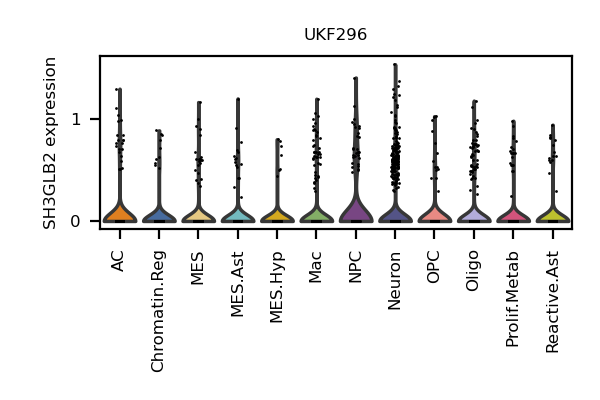 UKF296
SH3GLB2 expression
1
0
AC
Chromatin.Reg
MES
MES.Ast
MES.Hyp
Mac
NPC
Neuron
OPC
Oligo
Prolif.Metab
Reactive.Ast